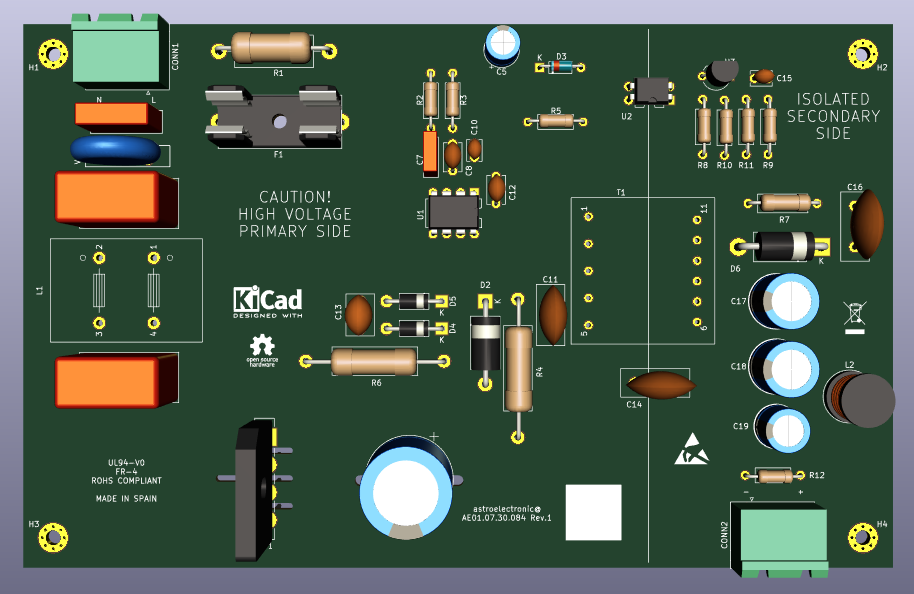 H1
N L
CONN1
R1
F1
C5
K
D3
R2
R3
R5
C7
C8
C10
C12
U1
U2
C15
R8 R10 R11 R9
H2
ISOLATED
SECONDARY
SIDE
CAUTION!
HIGH VOLTAGE
PRIMARY SIDE
T1
1
11
5
6
R7
C16
D6
K
L1
2 1
3 4
KiCad
DESIGNED WITH
open source
hardware
C13
D5
K
D4
K
R6
D2
K
R4
C11
C14
C17
C18
C19
L2
R12
- +
CONN2
UL94-V0
FR-4
ROHS COMPLIANT
MADE IN SPAIN
+
1
astroelectronic@
AE01.07.30.084 Rev.1
H3
H4